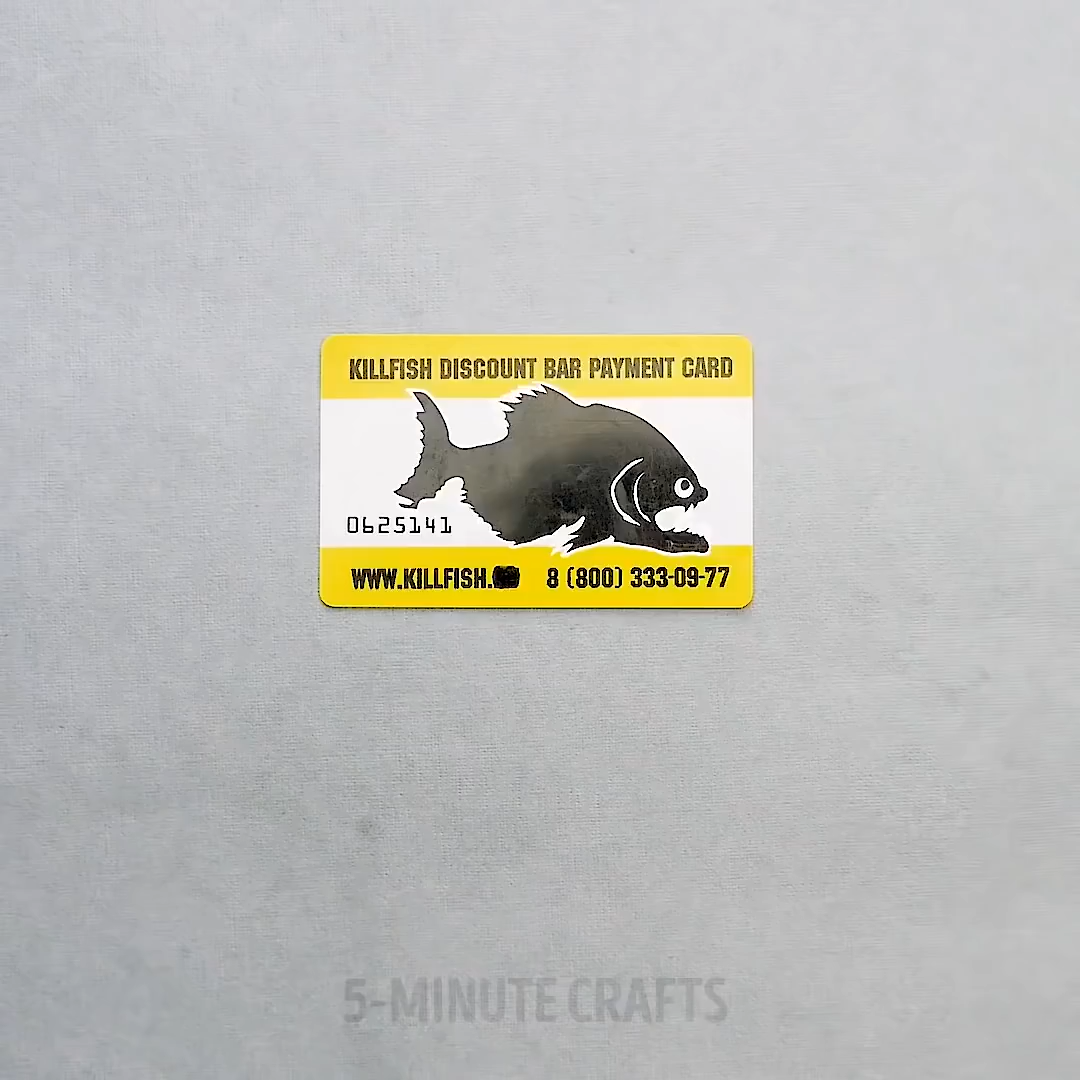 KILLFISH DISCOUNT BAR PAYMENT CARD
0625141
WWW.KILLFISH. 8 (800) 333-09-77
5-MINUTE CRAFTS